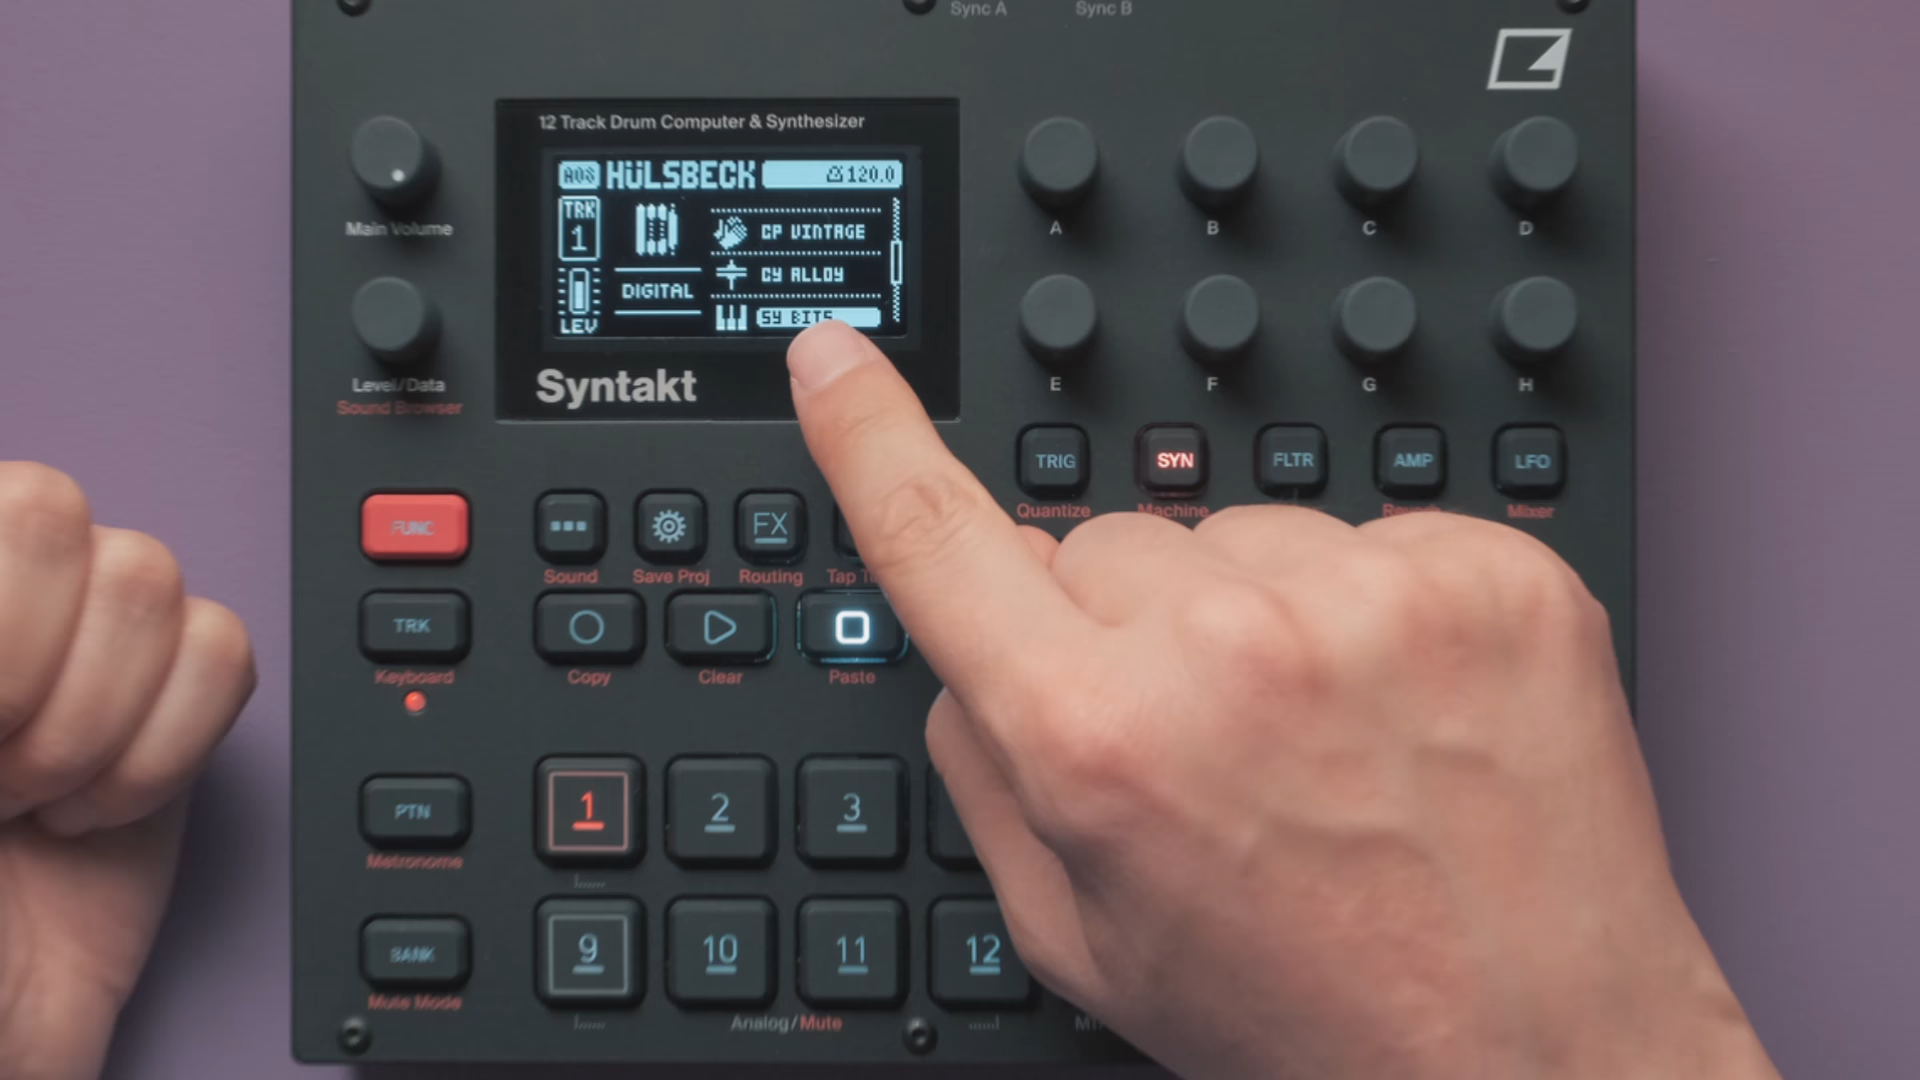 Sync A Sync B
12 Track Drum Computer & Synthesizer
A08 HÜLSBECK 120.0
TRK
1
CP VINTAGE
CY ALLOY
DIGITAL
SY BITS
LEV
Syntakt
Main Volume
Level/Data
Sound Browser
A B C D
E F G H
TRIG SYN FLTR AMP LFO
Quantize Machine Mixer
FUNC FX
Sound Save Proj Routing Tap
TRK
Keyboard Copy Clear Paste
PTN 1 2 3
Metronome
BANK 9 10 11 12
Mute Mode
Analog/Mute